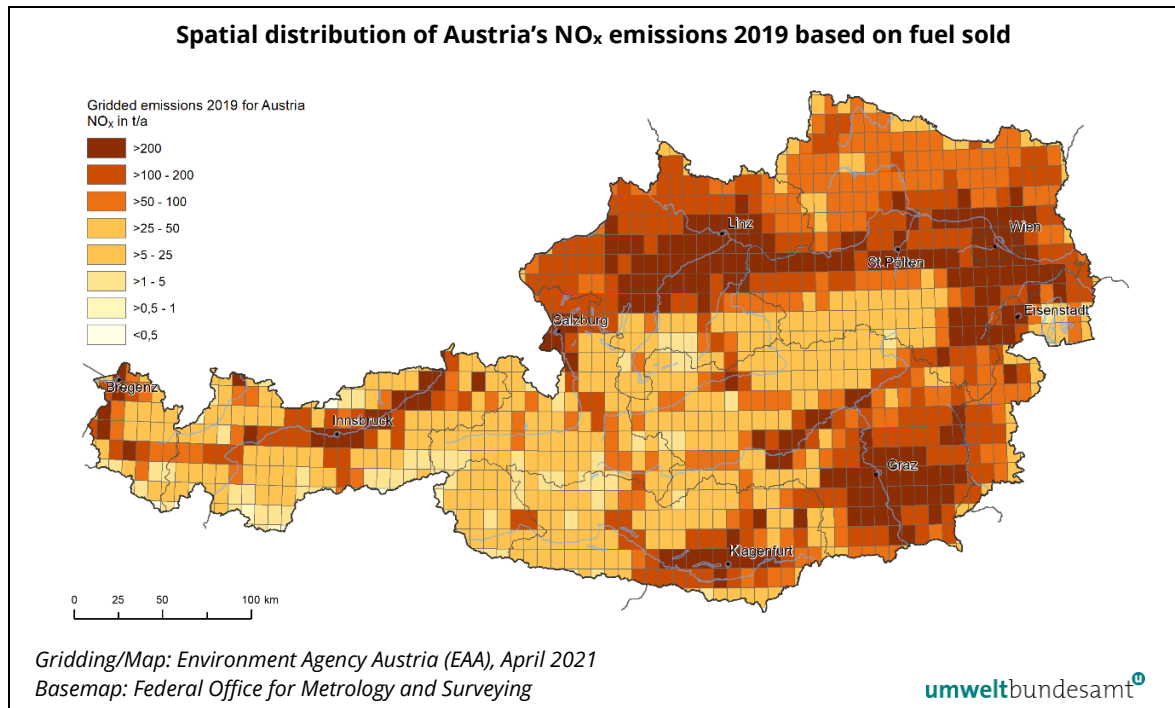 Spatial distribution of Austria's NOₓ emissions 2019 based on fuel sold
Gridded emissions 2019 for Austria
NOₓ in t/a
>200
>100 - 200
>50 - 100
>25 - 50
>5 - 25
>1 - 5
>0,5 - 1
<0,5
Linz
Wien
St.Pölten
Eisenstadt
Salzburg
Bregenz
Innsbruck
Graz
Klagenfurt
0 25 50 100 km
Gridding/Map: Environment Agency Austria (EAA), April 2021
Basemap: Federal Office for Metrology and Surveying
umweltbundesamt u